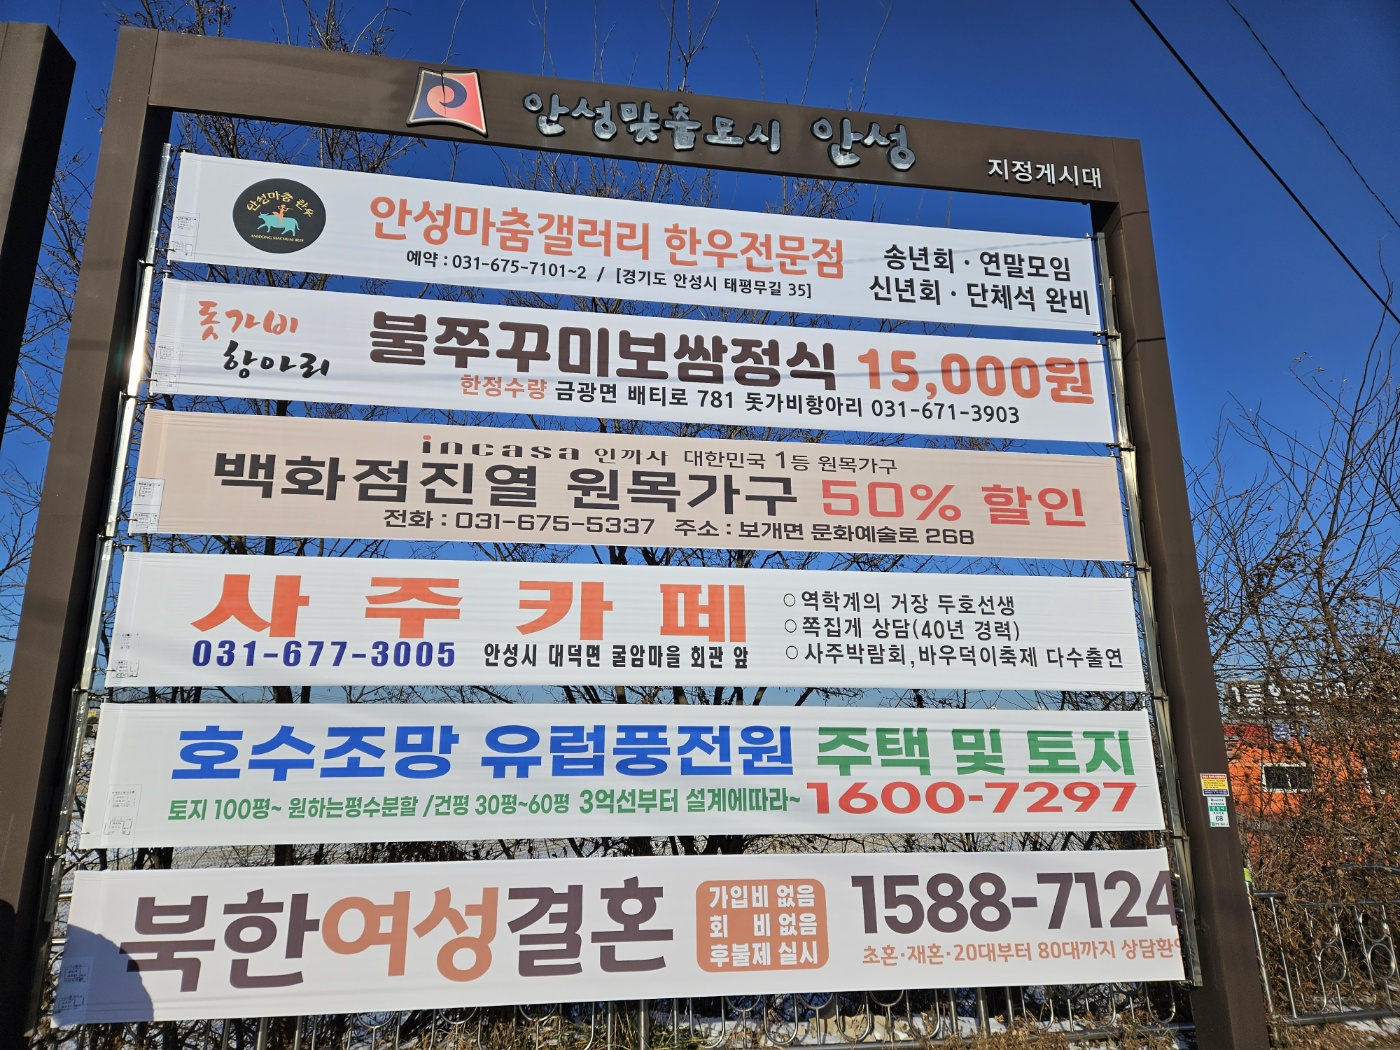 안성맞춤도시 안성
지정게시대
안성마춤 한우
안성마춤갤러리 한우전문점
예약 : 031-675-7101~2 / [경기도 안성시 태평무길 35]
송년회 · 연말모임
신년회 · 단체석 완비
돗가비
항아리
불쭈꾸미보쌈정식 15,000원
한정수량 금광면 배티로 781 돗가비항아리 031-671-3903
incasa 인까사 대한민국 1등 원목가구
백화점진열 원목가구 50% 할인
전화 : 031-675-5337 주소 : 보개면 문화예술로 268
사주카페
031-677-3005 안성시 대덕면 굴암마을 회관 앞
○역학계의 거장 두호선생
○쪽집게 상담(40년 경력)
○사주박람회,바우덕이축제 다수출연
호수조망 유럽풍전원 주택 및 토지
토지 100평~ 원하는평수분할 /건평 30평~60평 3억선부터 설계에따라~ 1600-7297
북한여성결혼
가입비 없음
회 비 없음
후불제 실시
1588-7124
초혼·재혼·20대부터 80대까지 상담환영
68